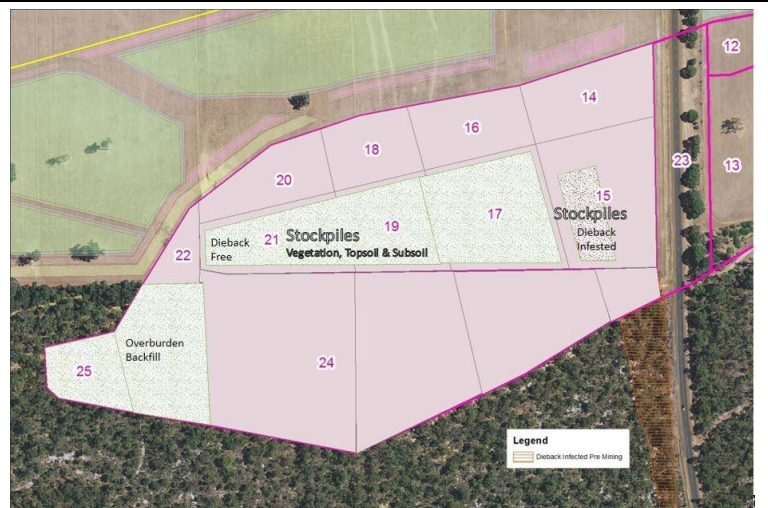 12
14
16
18
23
13
20
15
Stockpiles
Dieback
Infested
17
19
21
Stockpiles
Vegetation, Topsoil & Subsoil
Dieback
Free
22
Overburden
Backfill
24
25
Legend
Dieback Infected Pre Mining